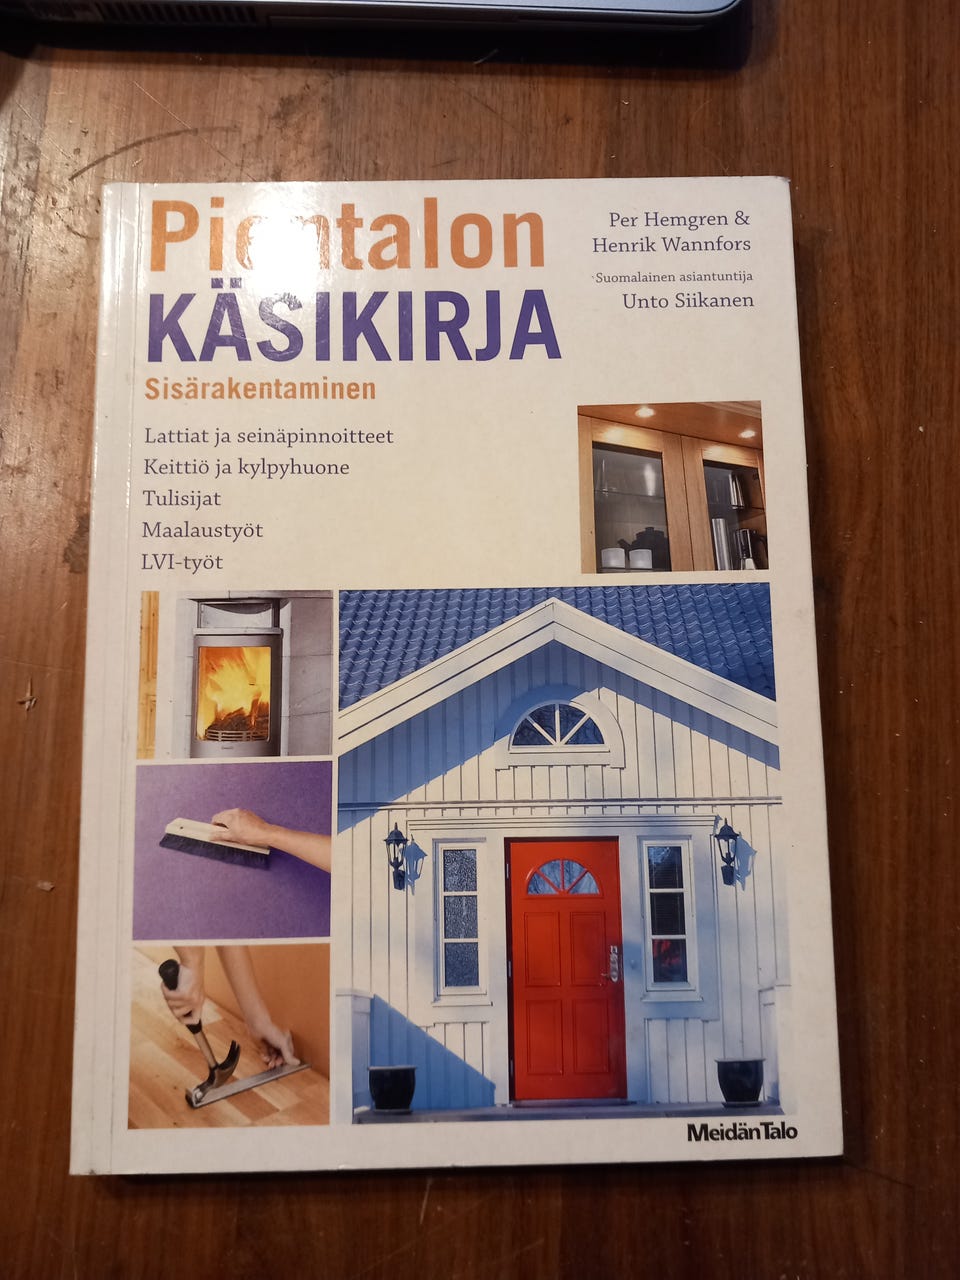 Pientalon
KÄSIKIRJA
Sisärakentaminen
Per Hemgren &
Henrik Wannfors
Suomalainen asiantuntija
Unto Siikanen
Lattiat ja seinäpinnoitteet
Keittiö ja kylpyhuone
Tulisijat
Maalaustyöt
LVI-työt
MeidänTalo